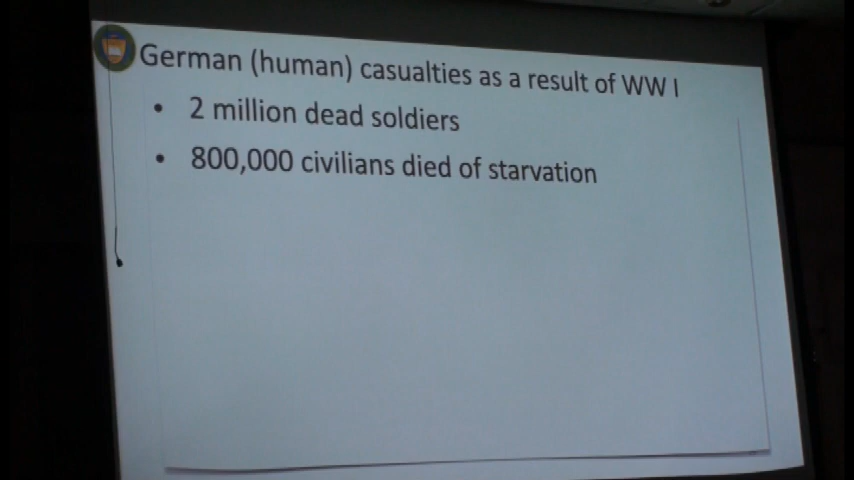 German (human) casualties as a result of WW I
• 2 million dead soldiers
• 800,000 civilians died of starvation